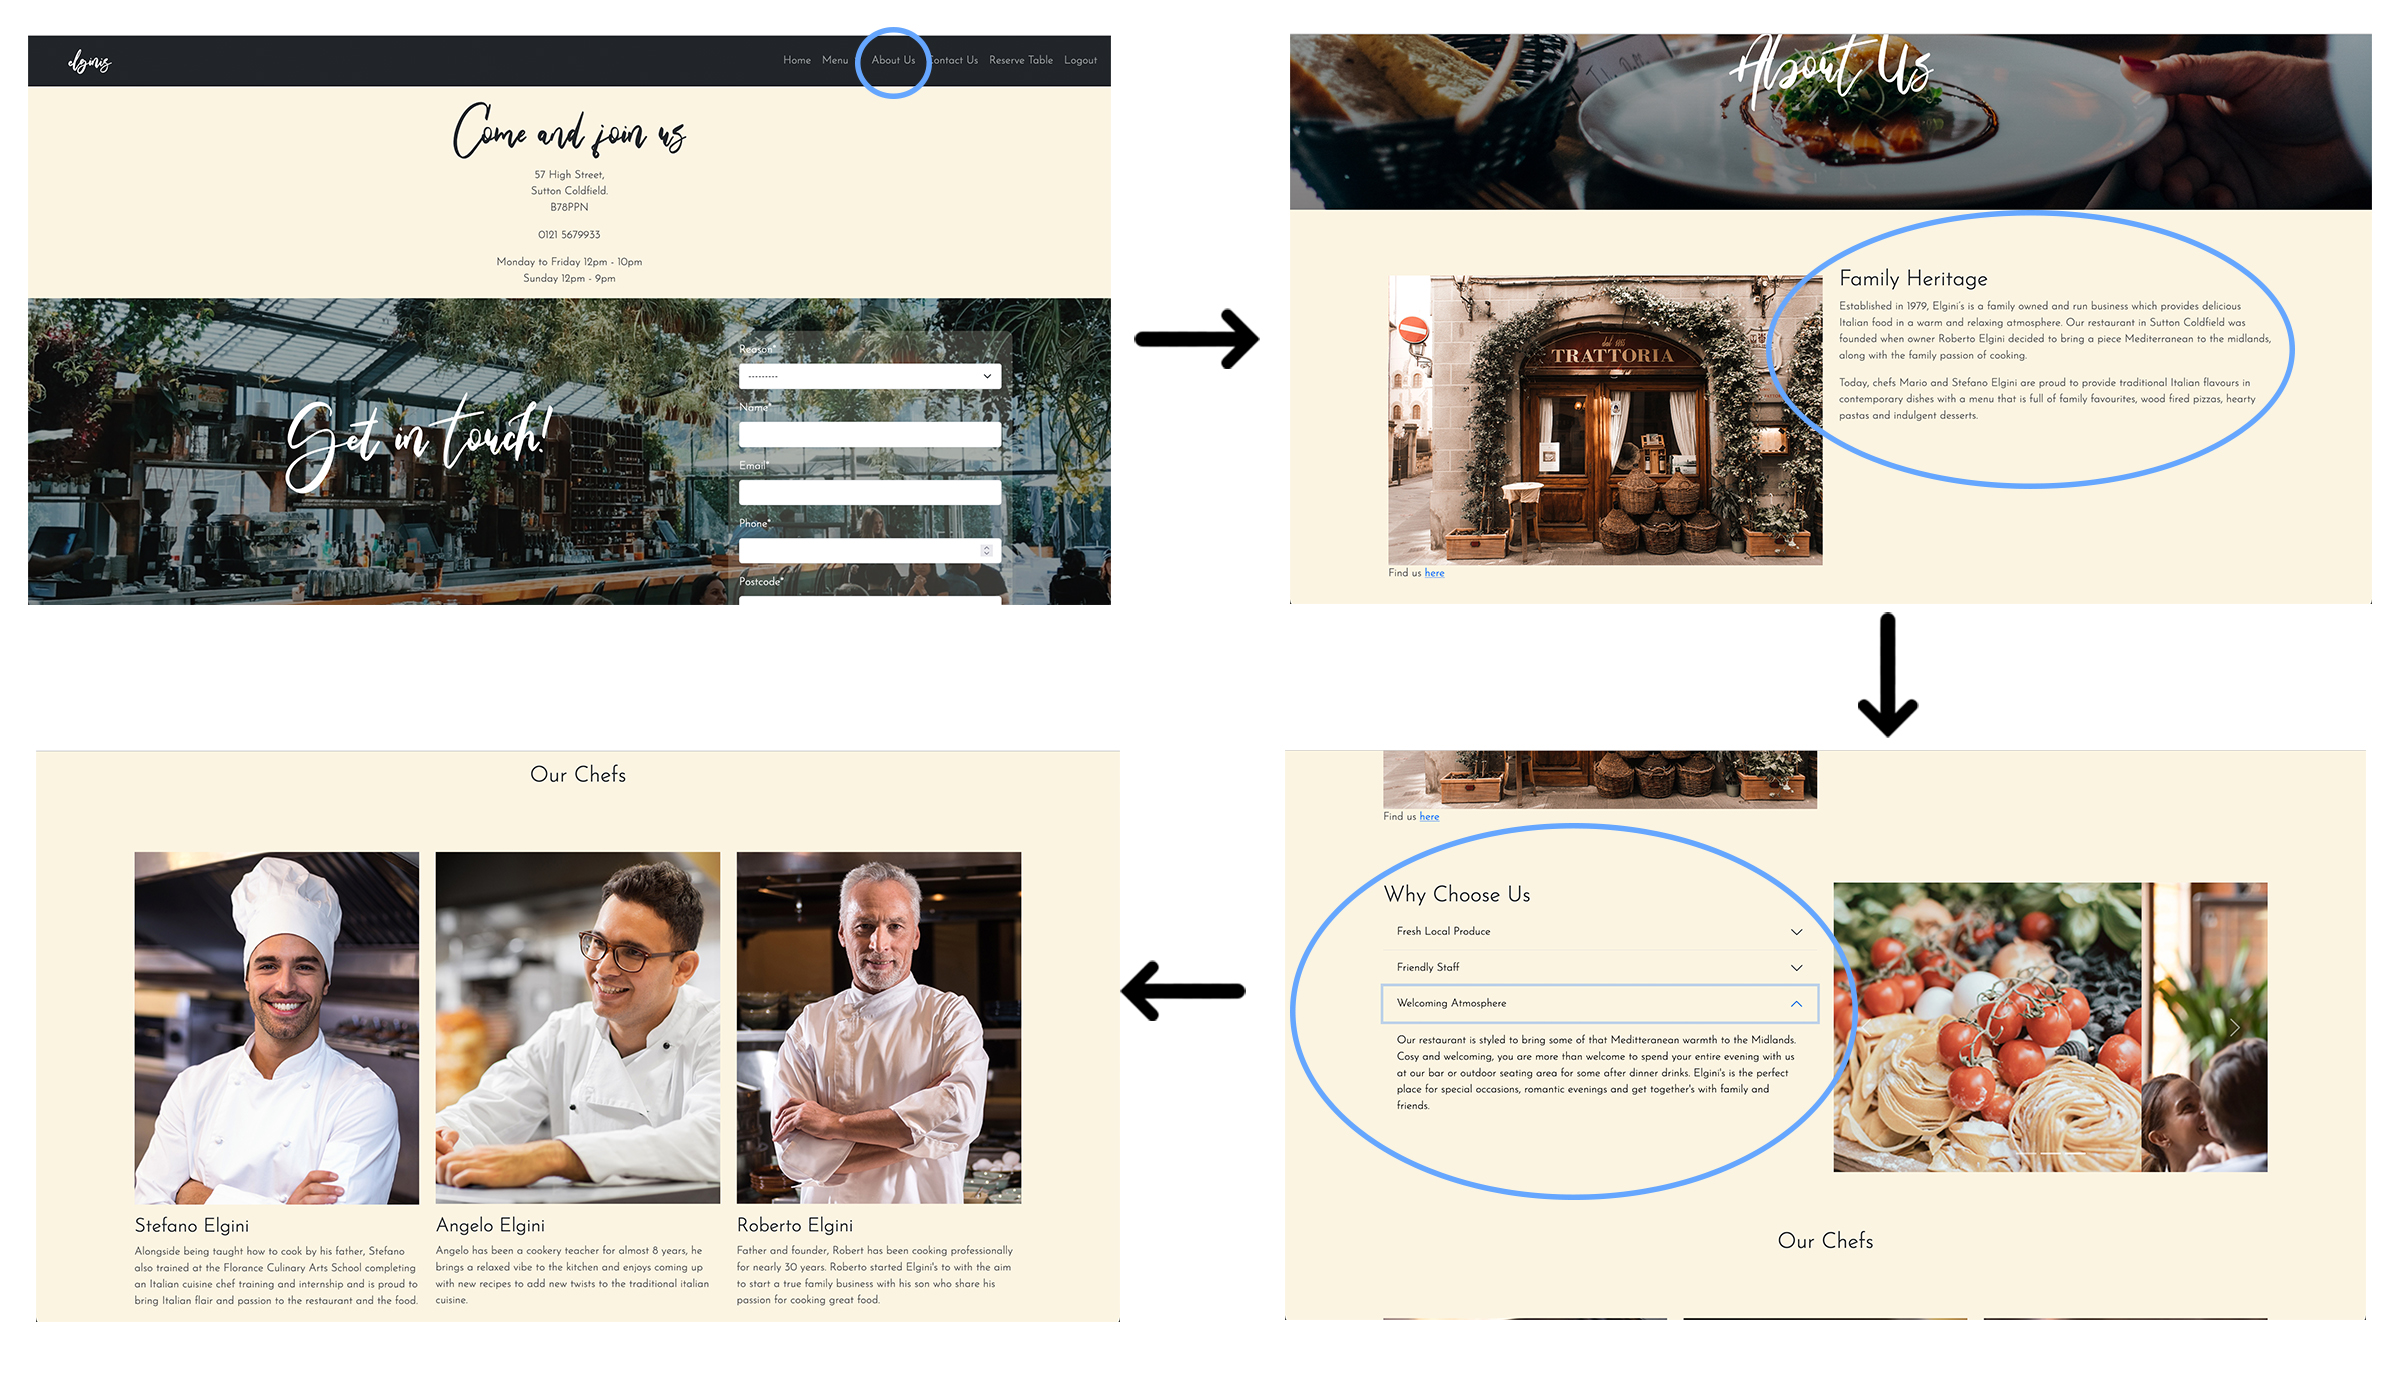 elginis
Home Menu About Us Contact Us Reserve Table Logout
Come and join us
57 High Street,
Sutton Coldfield.
B78PPN
0121 5679933
Monday to Friday 12pm - 10pm
Sunday 12pm - 9pm
Get in touch!
Reason*
---------
Name*
Email*
Phone*
Postcode*
About Us
TRATTORIA
Find us here
Family Heritage
Established in 1979, Elgini's is a family owned and run business which provides delicious
Italian food in a warm and relaxing atmosphere. Our restaurant in Sutton Coldfield was
founded when owner Roberto Elgini decided to bring a piece Mediterranean to the midlands,
along with the family passion of cooking.
Today, chefs Mario and Stefano Elgini are proud to provide traditional Italian flavours in
contemporary dishes with a menu that is full of family favourites, wood fired pizzas, hearty
pastas and indulgent desserts.
Find us here
Why Choose Us
Fresh Local Produce
Friendly Staff
Welcoming Atmosphere
Our restaurant is styled to bring some of that Meditteranean warmth to the Midlands.
Cosy and welcoming, you are more than welcome to spend your entire evening with us
at our bar or outdoor seating area for some after dinner drinks. Elgini's is the perfect
place for special occasions, romantic evenings and get together's with family and
friends.
Our Chefs
Our Chefs
Stefano Elgini
Alongside being taught how to cook by his father, Stefano
also trained at the Florance Culinary Arts School completing
an Italian cuisine chef training and internship and is proud to
bring Italian flair and passion to the restaurant and the food.
Angelo Elgini
Angelo has been a cookery teacher for almost 8 years, he
brings a relaxed vibe to the kitchen and enjoys coming up
with new recipes to add new twists to the traditional italian
cuisine.
Roberto Elgini
Father and founder, Robert has been cooking professionally
for nearly 30 years. Roberto started Elgini's to with the aim
to start a true family business with his son who share his
passion for cooking great food.